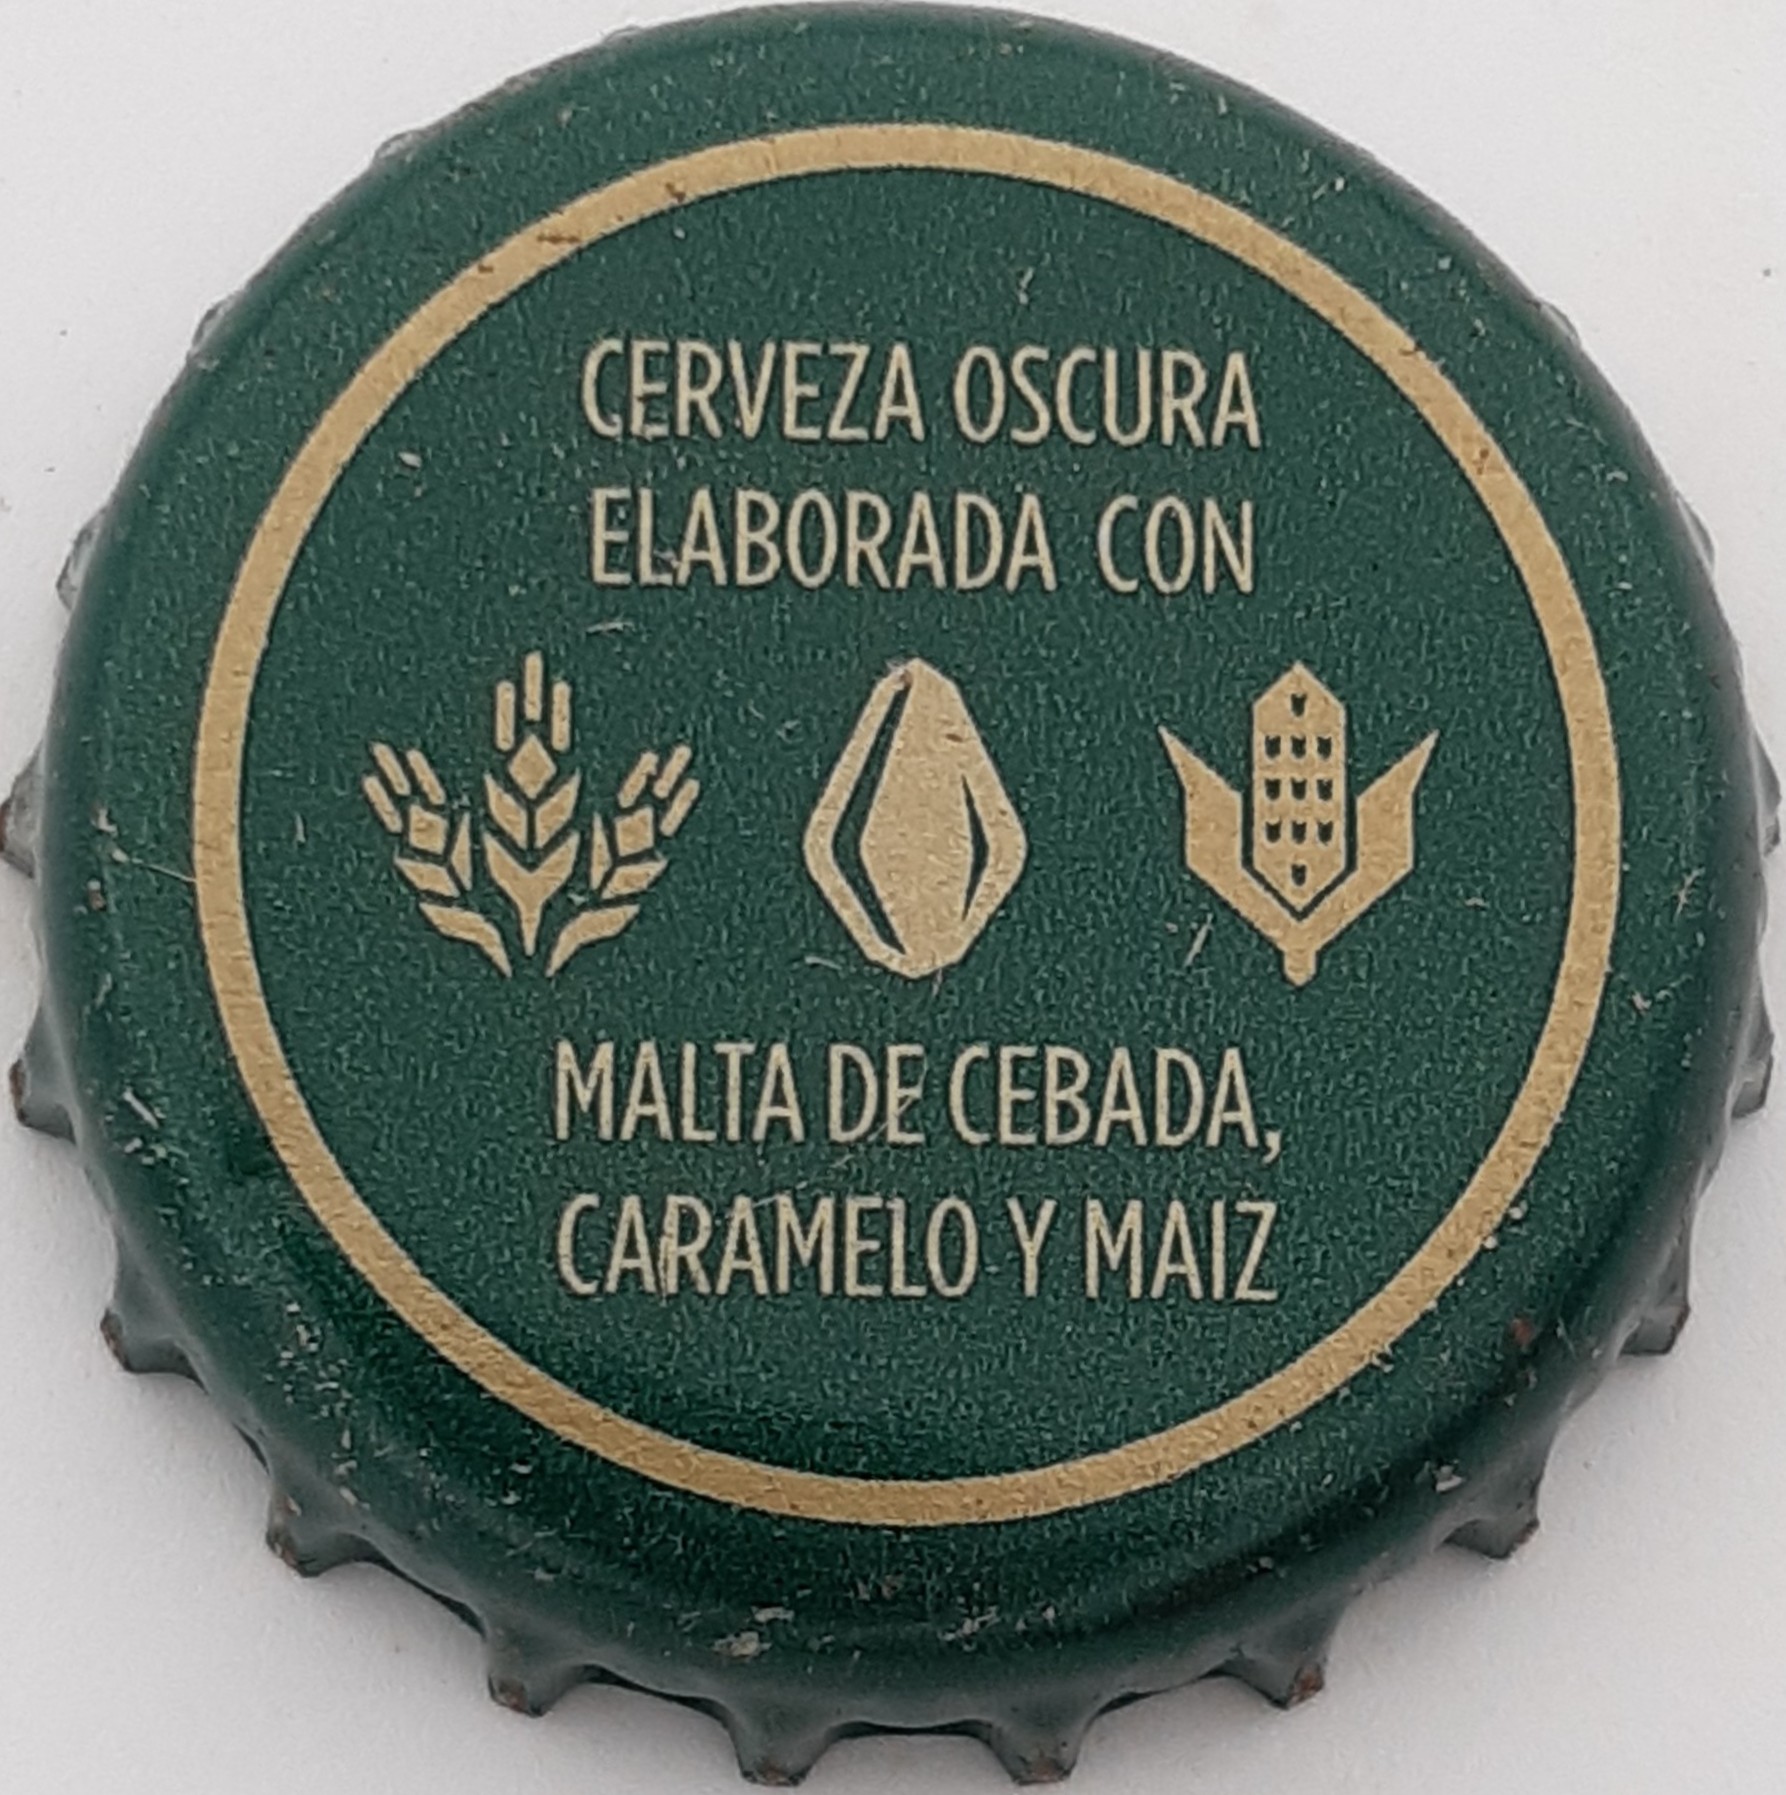 CERVEZA OSCURA
ELABORADA CON
MALTA DE CEBADA,
CARAMELO Y MAIZ